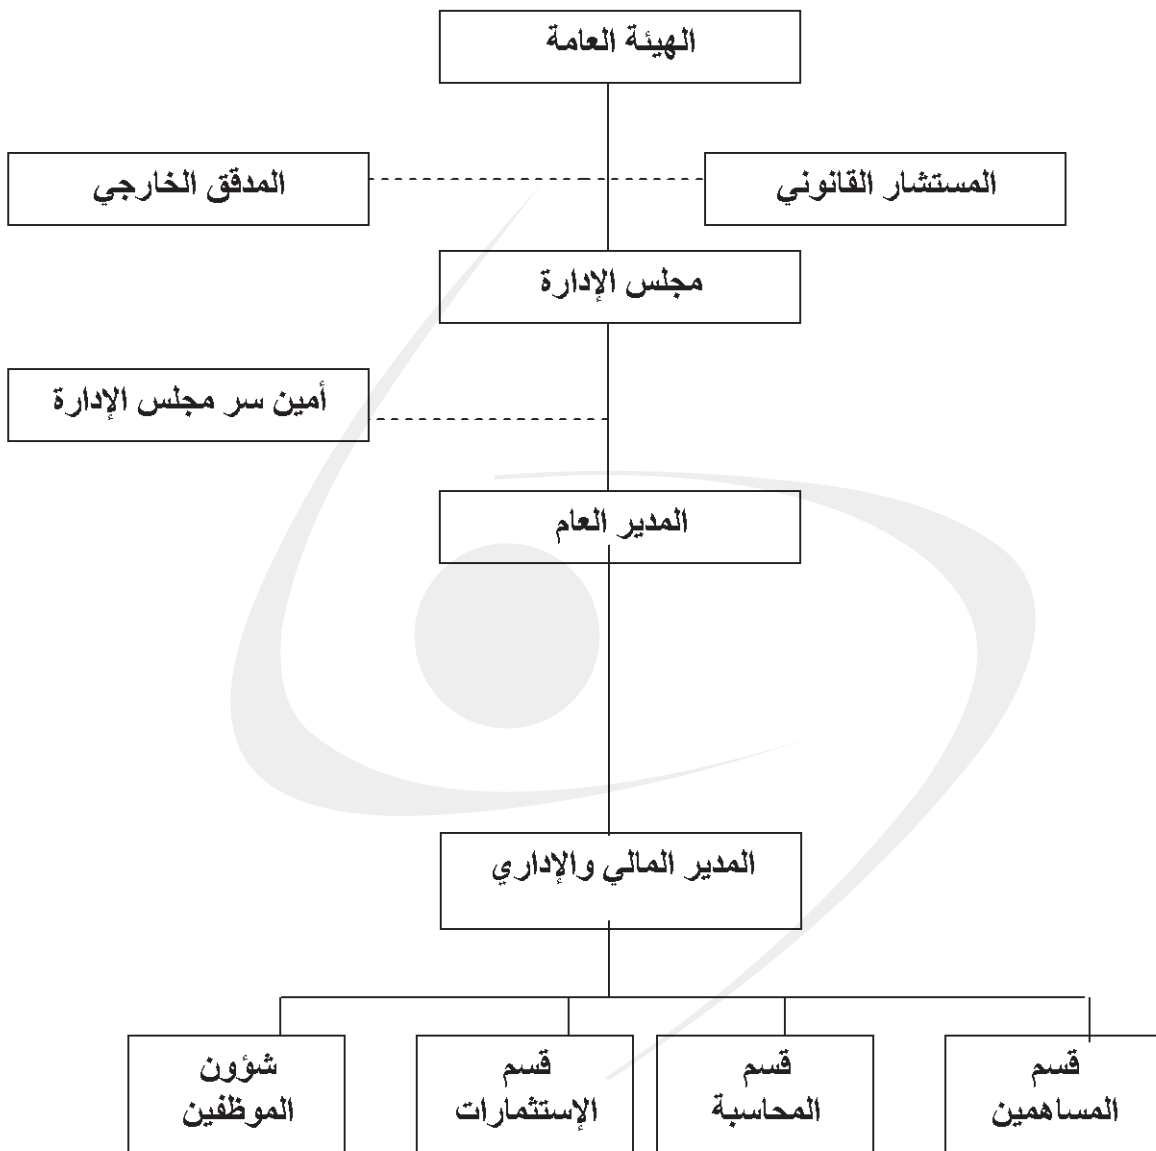 الهيئة العامة
المستشار القانوني
المدقق الخارجي
مجلس الإدارة
أمين سر مجلس الإدارة
المدير العام
المدير المالي والإداري
قسم
المساهمين
قسم
المحاسبة
قسم
الإستثمارات
شؤون
الموظفين